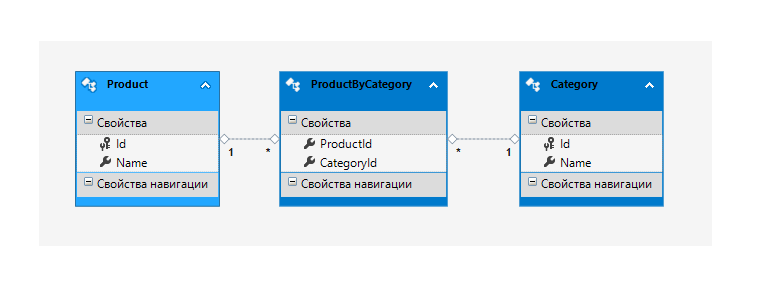 Product
Свойства
Id
Name
Свойства навигации
1
*
ProductByCategory
Свойства
ProductId
CategoryId
Свойства навигации
*
1
Category
Свойства
Id
Name
Свойства навигации